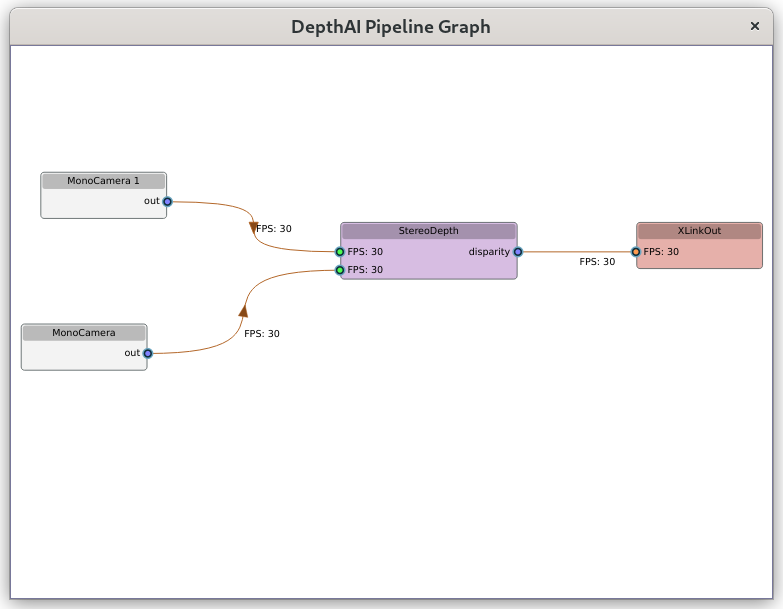 DepthAI Pipeline Graph
×
MonoCamera 1
out
FPS: 30
StereoDepth
FPS: 30
disparity
FPS: 30
FPS: 30
XLinkOut
FPS: 30
MonoCamera
out
FPS: 30